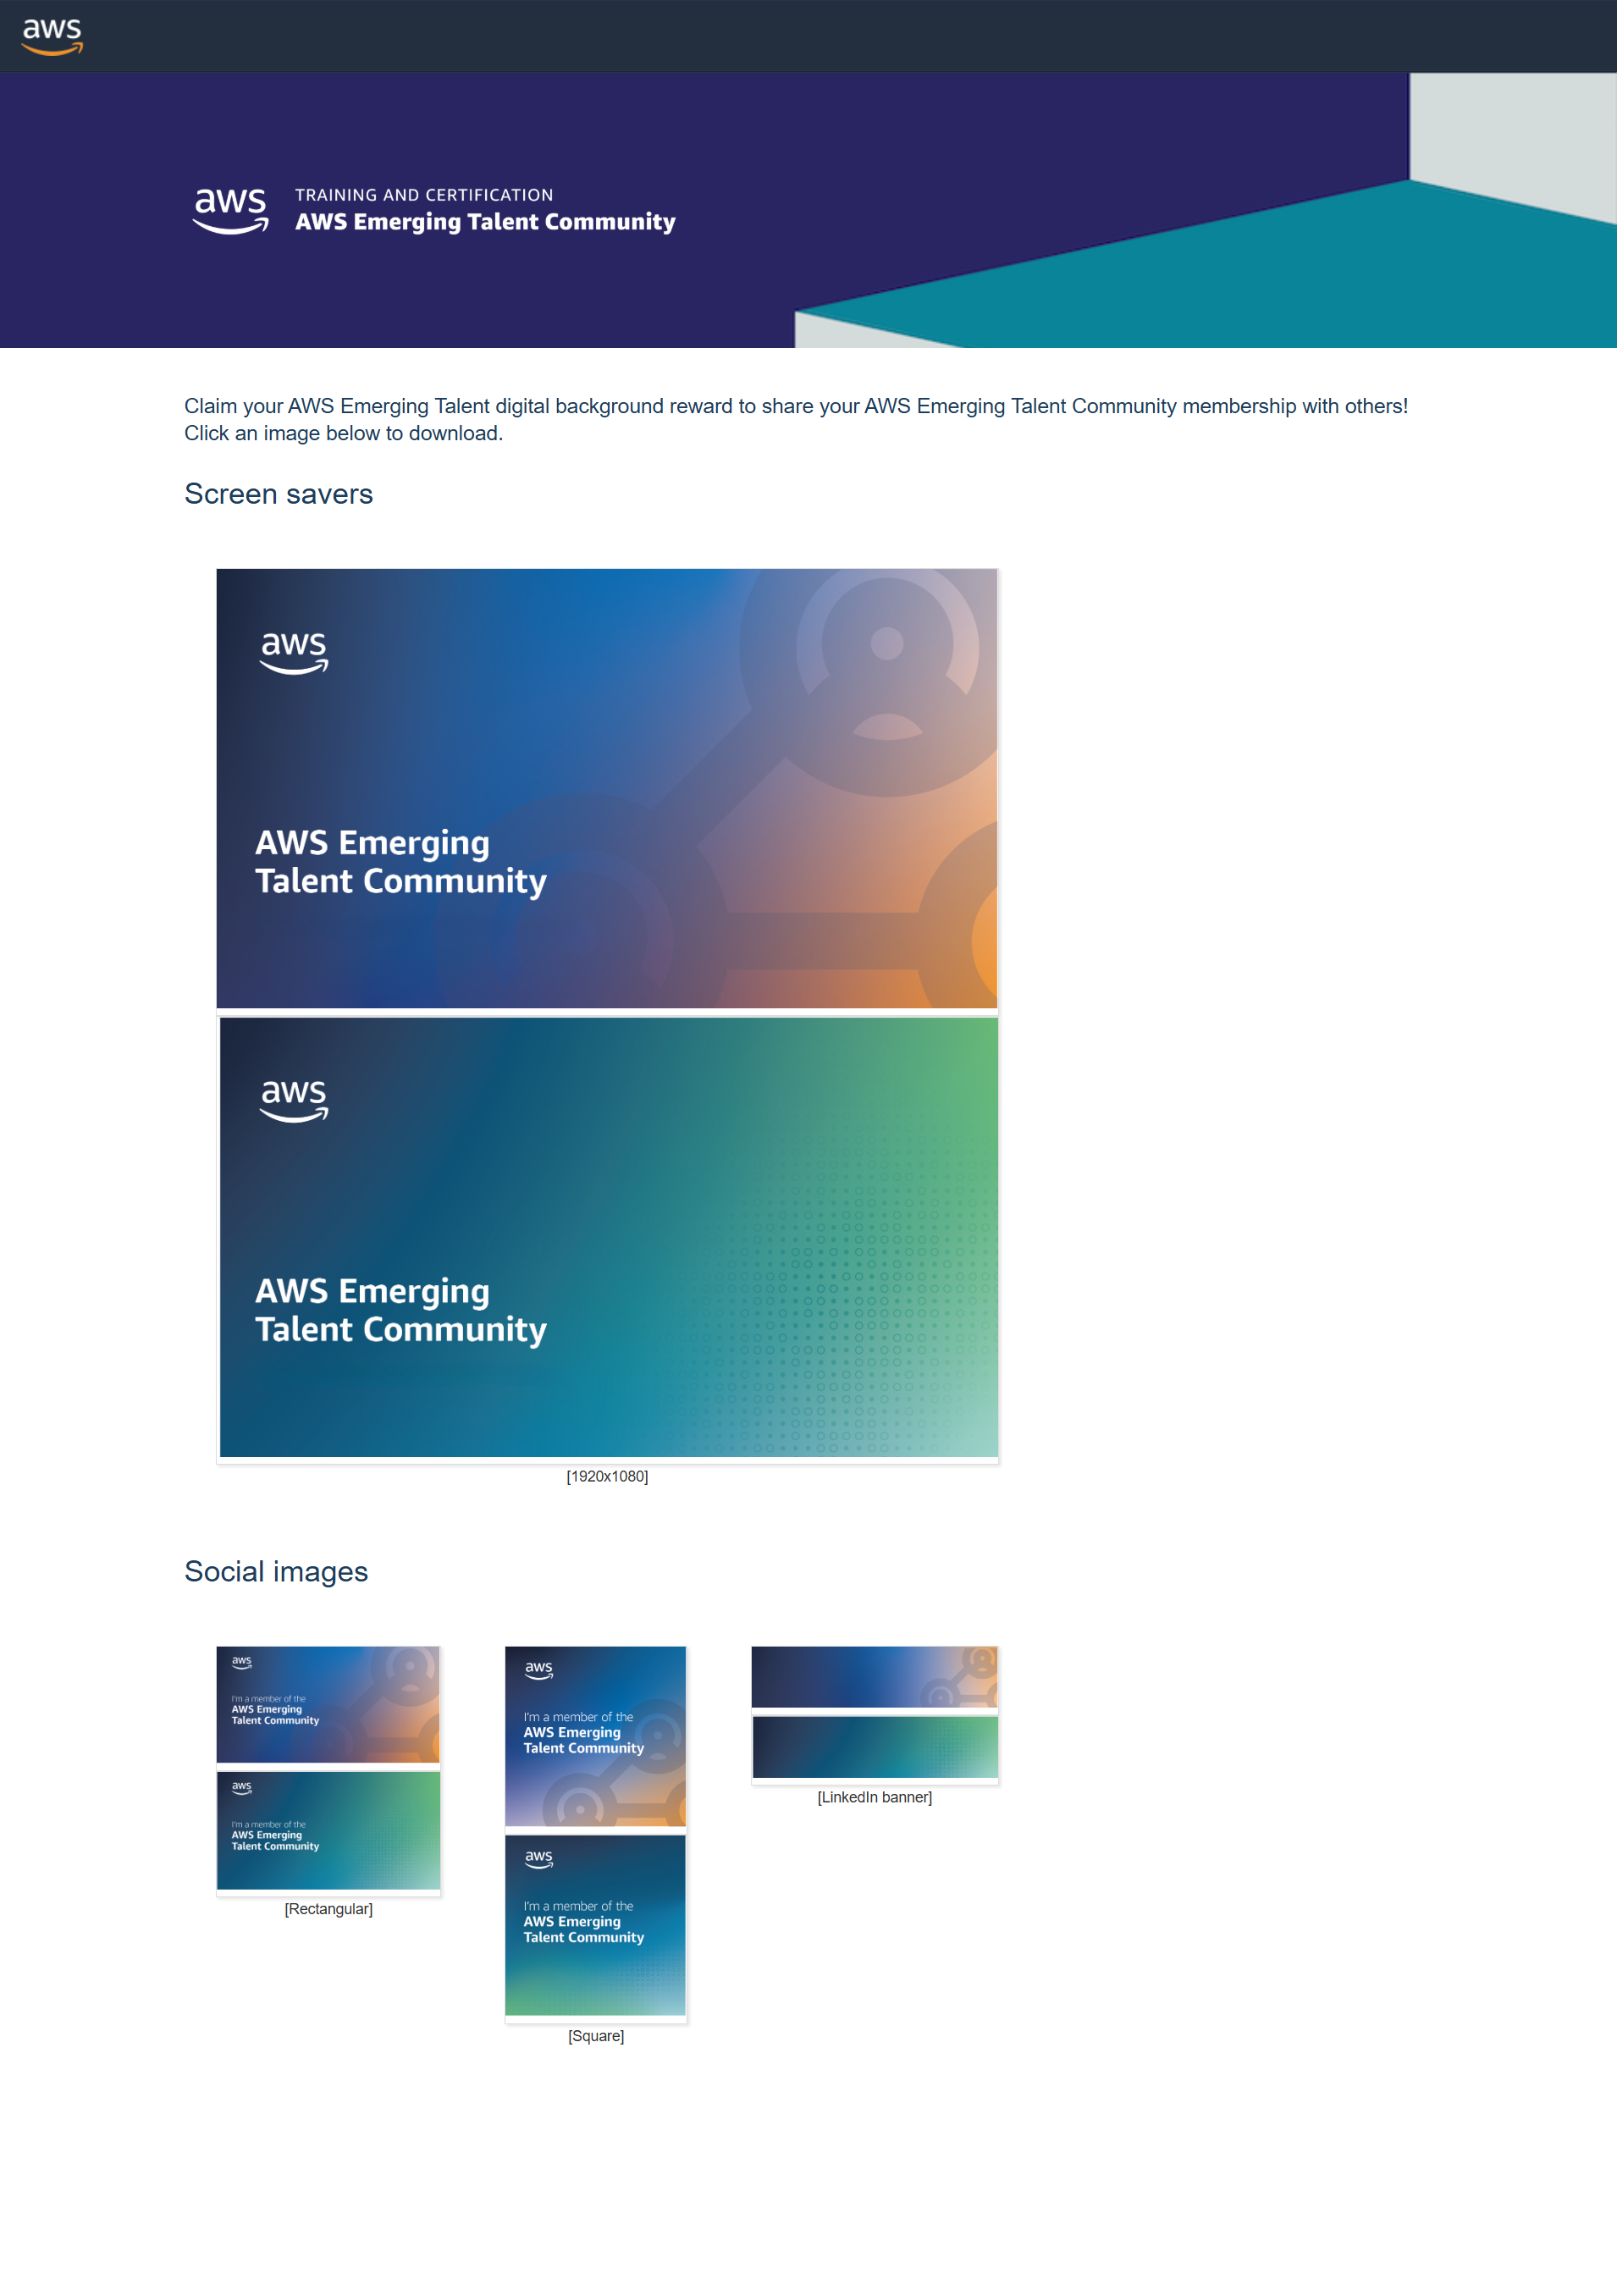 aws
aws
TRAINING AND CERTIFICATION
AWS Emerging Talent Community
Claim your AWS Emerging Talent digital background reward to share your AWS Emerging Talent Community membership with others!
Click an image below to download.
Screen savers
aws
AWS Emerging
Talent Community
aws
AWS Emerging
Talent Community
[1920x1080]
Social images
aws
I'm a member of the
AWS Emerging
Talent Community
aws
I'm a member of the
AWS Emerging
Talent Community
[Rectangular]
aws
I'm a member of the
AWS Emerging
Talent Community
aws
I'm a member of the
AWS Emerging
Talent Community
[Square]
[LinkedIn banner]